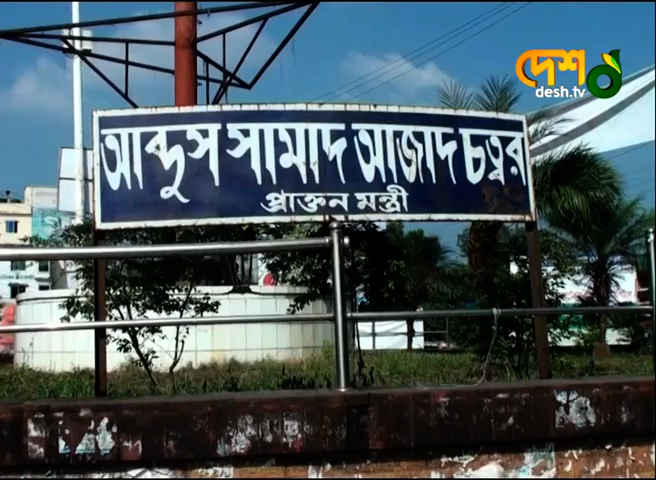 দেশ
desh.tv
আব্দুস সামাদ আজাদ চত্বর
প্রাক্তন মন্ত্রী